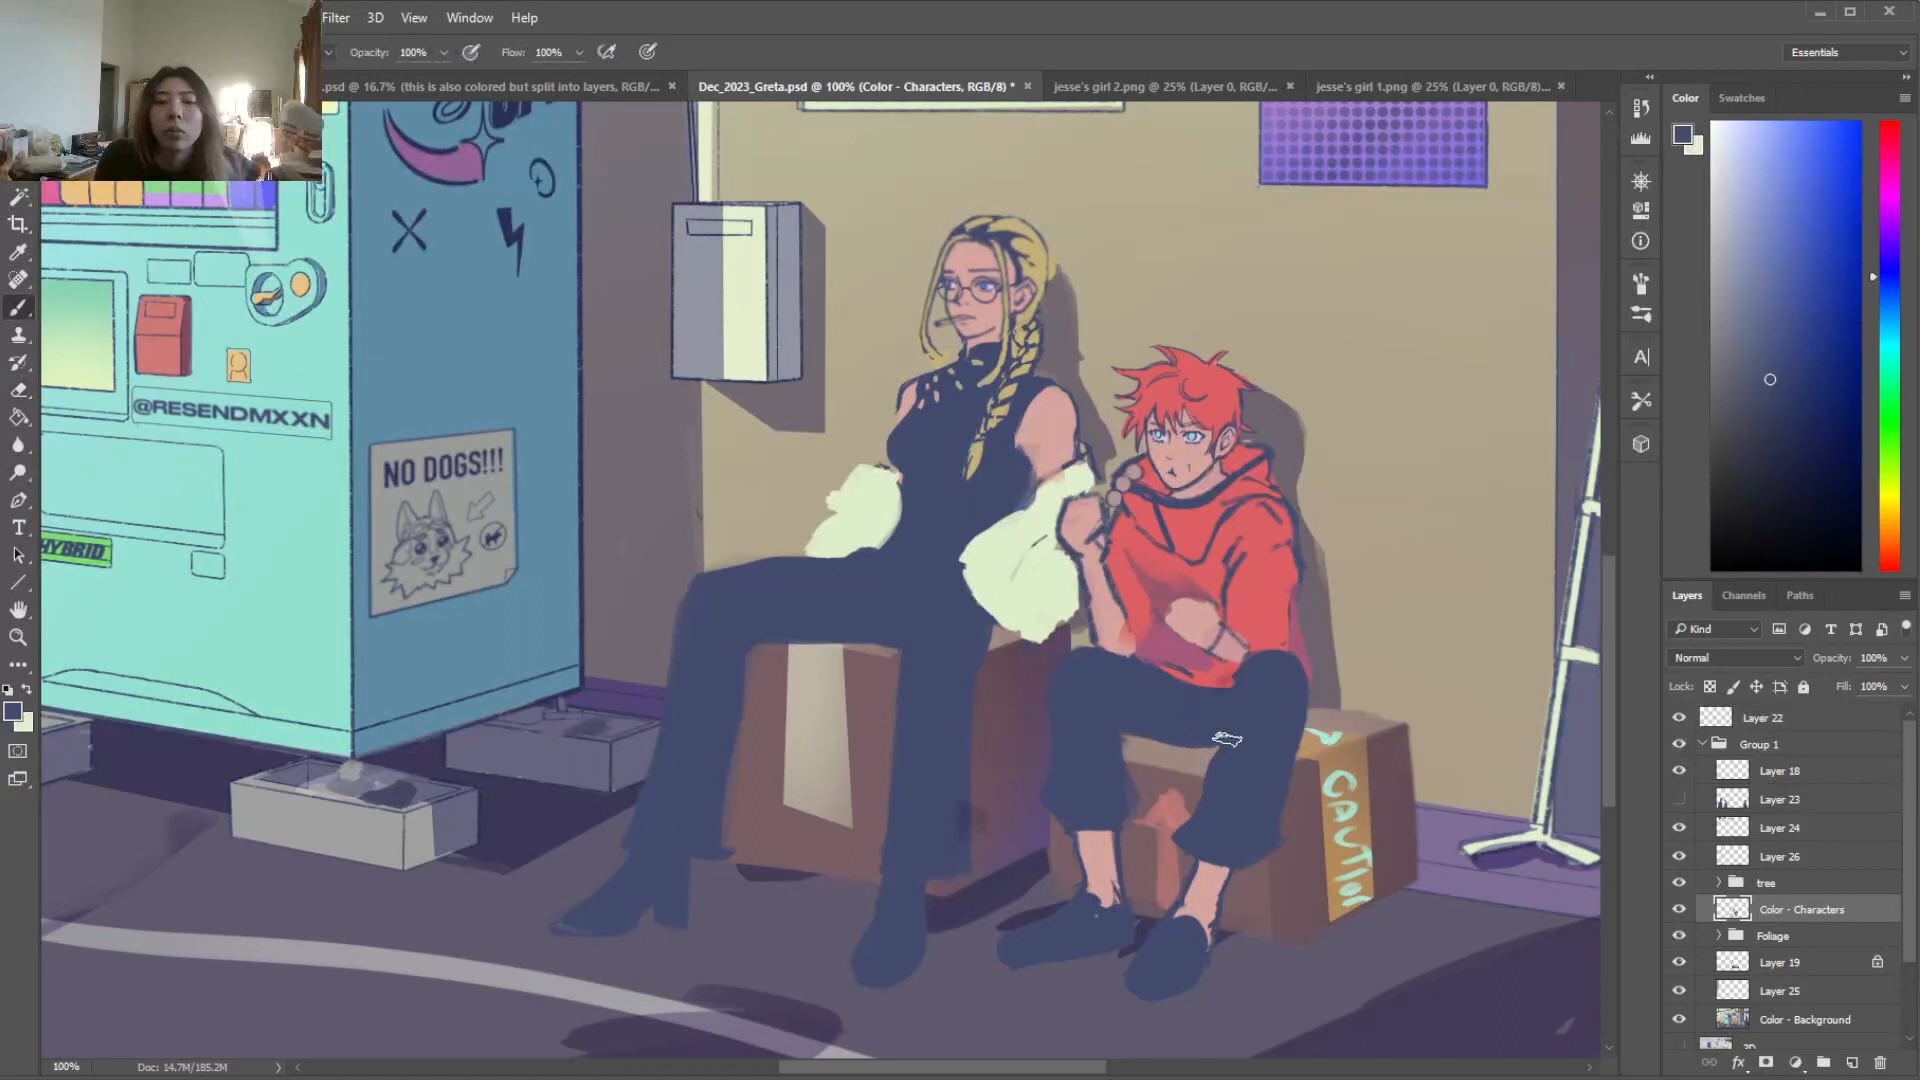 Filter 3D View Window Help
Opacity: 100% Flow: 100% Essentials
.psd @ 16.7% (this is also colored but split into layers, RGB/... × Dec_2023_Greta.psd @ 100% (Color - Characters, RGB/8) * × jesse's girl 2.png @ 25% (Layer 0, RGB/8)... × jesse's girl 1.png @ 25% (Layer 0, RGB/8)... ×
Color Swatches
@RESENDMXXN
NO DOGS!!!
HYBRID
CAUTION
Layers Channels Paths
Kind
Normal Opacity: 100%
Lock: Fill: 100%
Layer 22
Group 1
Layer 18
Layer 23
Layer 24
Layer 26
tree
Color - Characters
Foliage
Layer 19
Layer 25
Color - Background
3D
100% Doc: 14.7M/185.2M